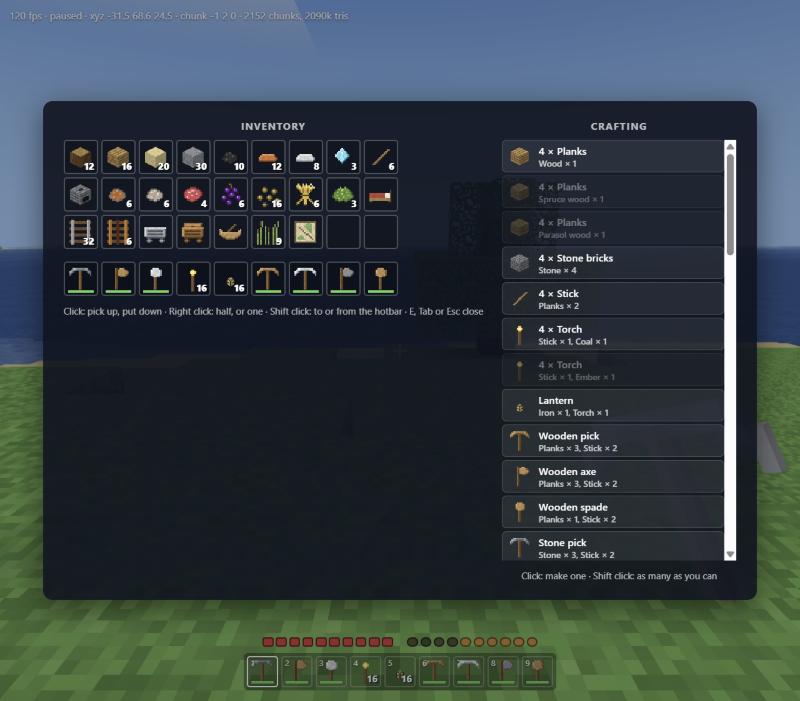 120 fps · paused · xyz -31.5 68.6 24.5 · chunk -1 2 0 · 2152 chunks, 2090k tris
INVENTORY
12 16 20 30 10 12 8 3 6
6 6 4 6 16 6 3
32 6 9
16 16
Click: pick up, put down · Right click: half, or one · Shift click: to or from the hotbar · E, Tab or Esc close
CRAFTING
4 × Planks
Wood × 1
4 × Planks
Spruce wood × 1
4 × Planks
Parasol wood × 1
4 × Stone bricks
Stone × 4
4 × Stick
Planks × 2
4 × Torch
Stick × 1, Coal × 1
4 × Torch
Stick × 1, Ember × 1
Lantern
Iron × 1, Torch × 1
Wooden pick
Planks × 3, Stick × 2
Wooden axe
Planks × 3, Stick × 2
Wooden spade
Planks × 1, Stick × 2
Stone pick
Stone × 3, Stick × 2
Click: make one · Shift click: as many as you can
1 2 3 4 5 6 7 8 9
16 16